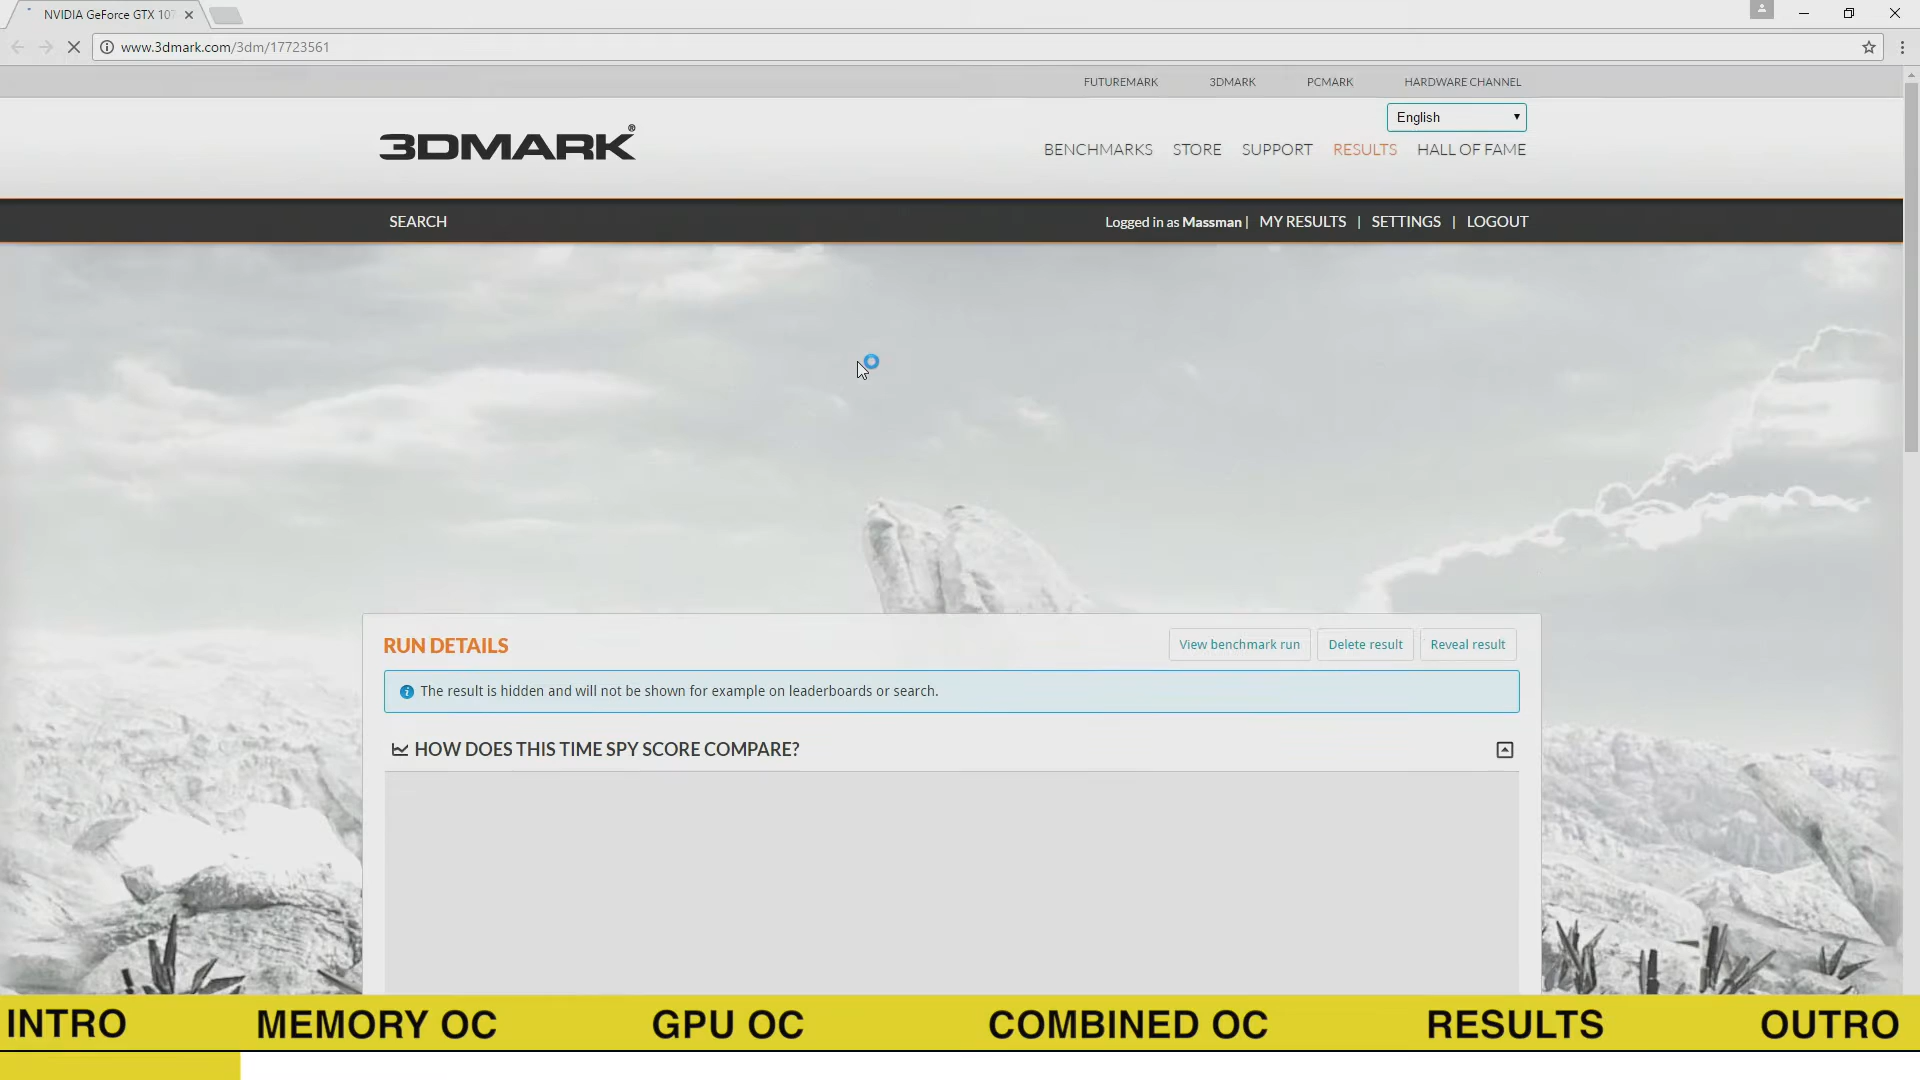 NVIDIA GeForce GTX 107
www.3dmark.com/3dm/17723561
FUTUREMARK 3DMARK PCMARK HARDWARE CHANNEL
English
3DMARK®
BENCHMARKS STORE SUPPORT RESULTS HALL OF FAME
SEARCH Logged in as Massman | MY RESULTS | SETTINGS | LOGOUT
RUN DETAILS View benchmark run Delete result Reveal result
The result is hidden and will not be shown for example on leaderboards or search.
HOW DOES THIS TIME SPY SCORE COMPARE?
INTRO MEMORY OC GPU OC COMBINED OC RESULTS OUTRO